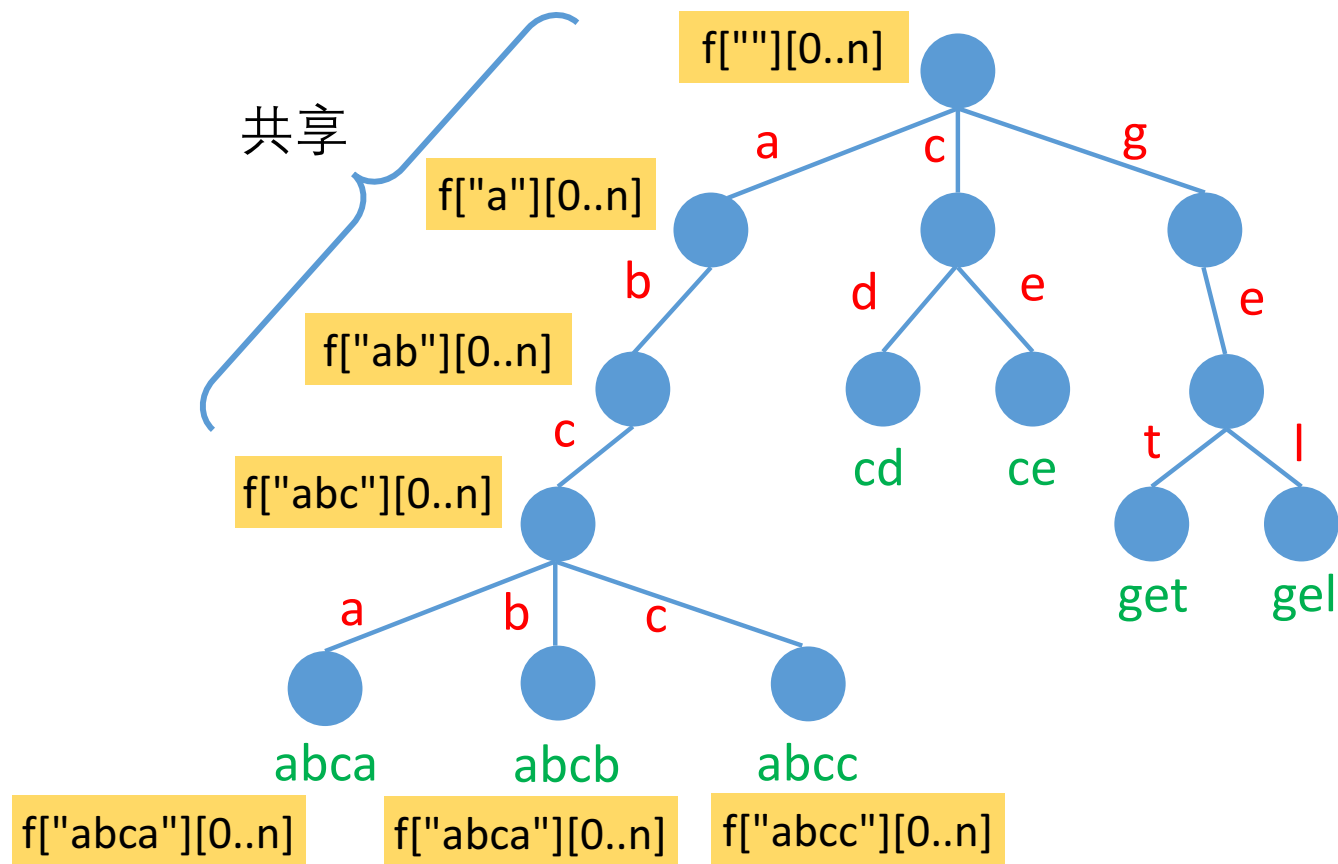 f[""][0..n]
共享
a
c
g
f["a"][0..n]
b
d
e
e
f["ab"][0..n]
c
t
l
cd
ce
f["abc"][0..n]
get
gel
a
b
c
abca
abcb
abcc
f["abca"][0..n]
f["abca"][0..n]
f["abcc"][0..n]